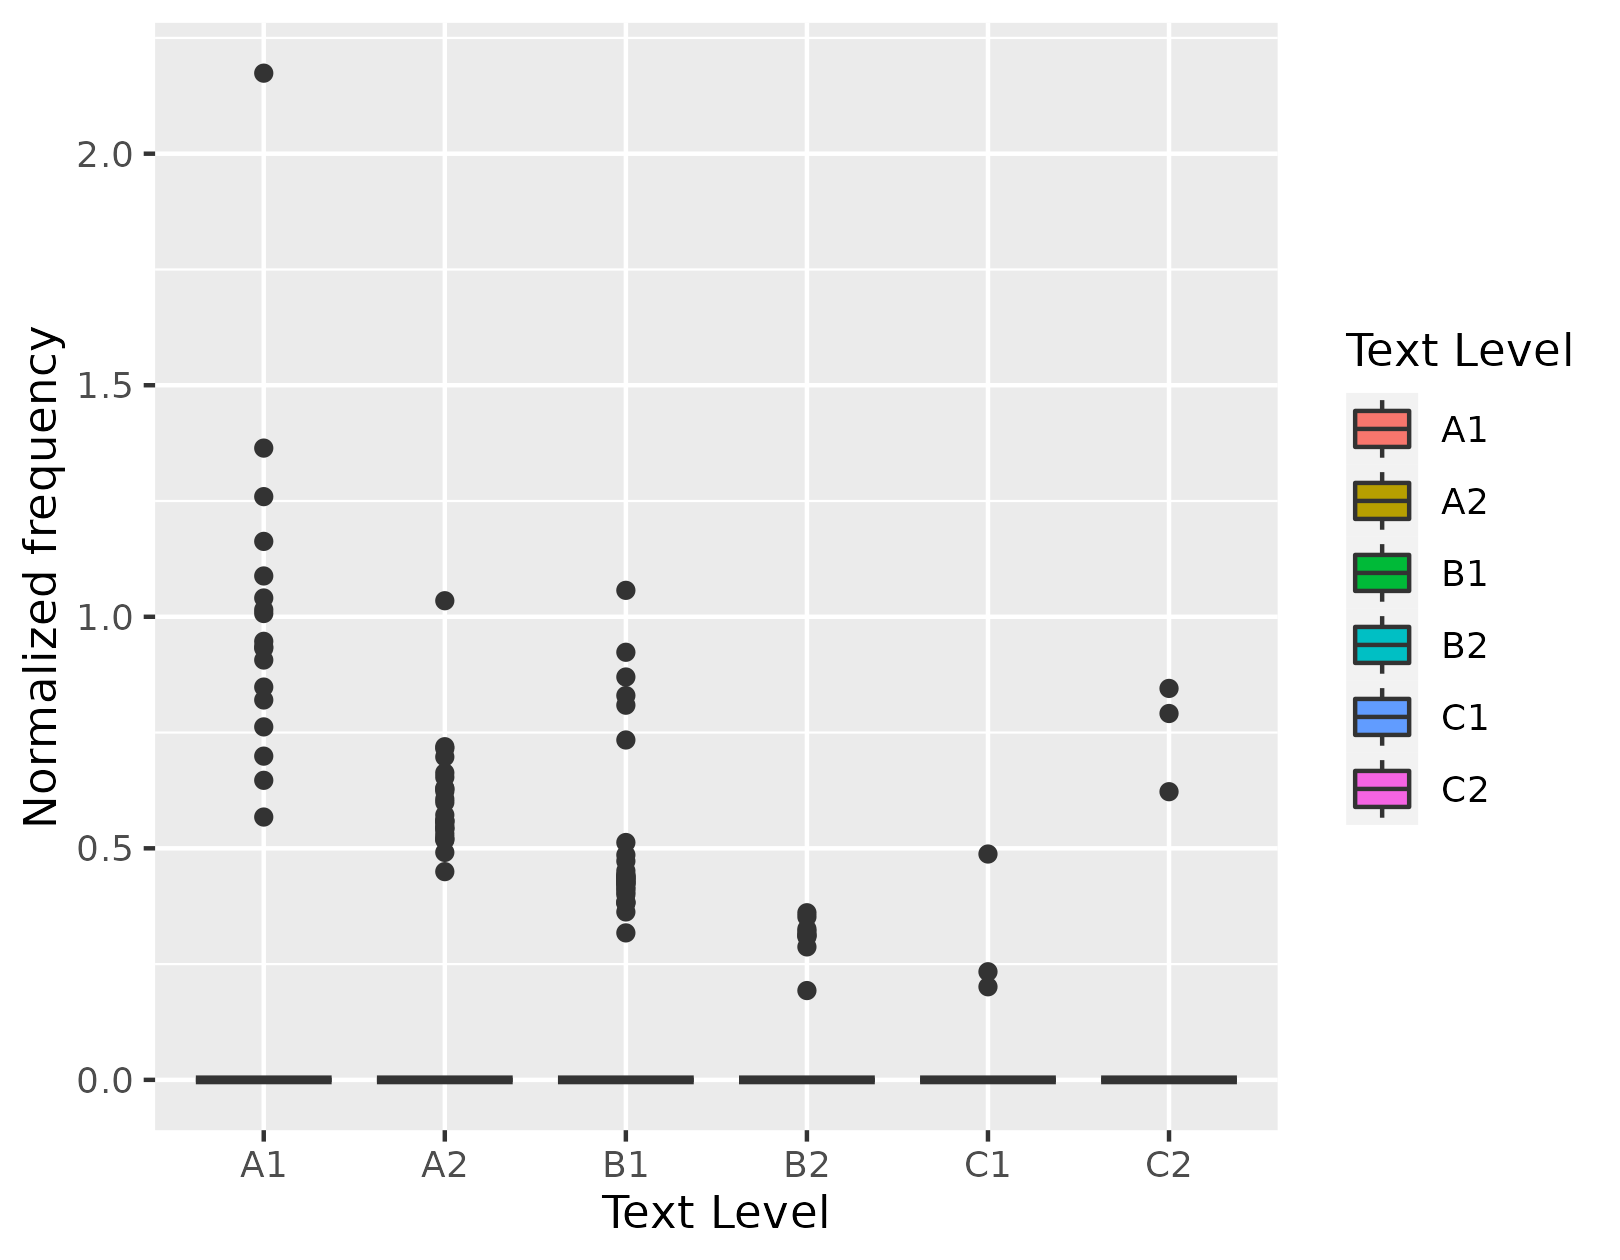 Normalized frequency
2.0
1.5
1.0
0.5
0.0
A1 A2 B1 B2 C1 C2
Text Level
Text Level
A1
A2
B1
B2
C1
C2